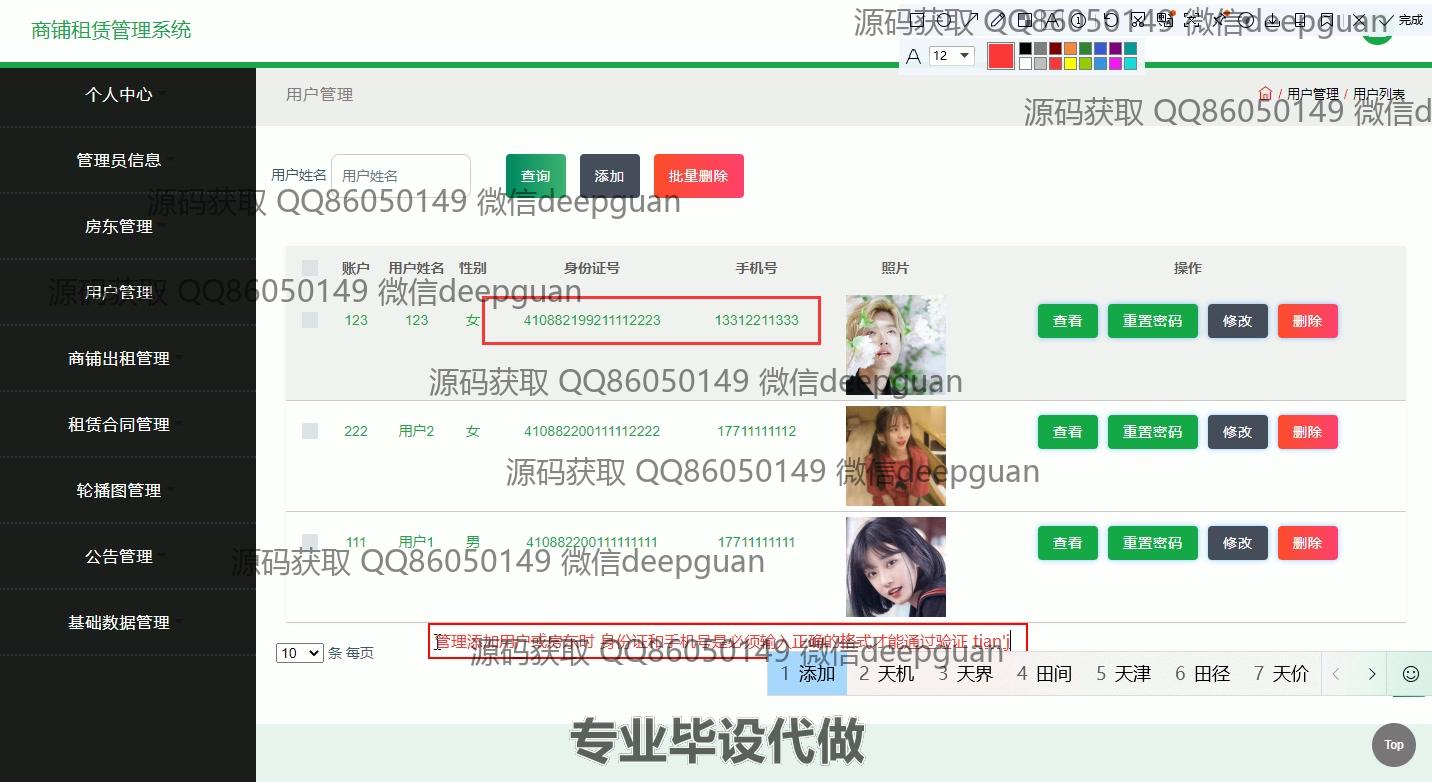 商铺租赁管理系统
源码获取 QQ86050149 微信deepguan
完成
A 12
个人中心
用户管理
/ 用户管理 / 用户列表
源码获取 QQ86050149 微信d
管理员信息
用户姓名 用户姓名 查询 添加 批量删除
源码获取 QQ86050149 微信deepguan
房东管理
账户 用户姓名 性别 身份证号 手机号 照片 操作
用户管理
源码获取 QQ86050149 微信deepguan
123 123 女 410882199211112223 13312211333 查看 重置密码 修改 删除
商铺出租管理
源码获取 QQ86050149 微信deepguan
租赁合同管理
222 用户2 女 410882200111112222 17711111112 查看 重置密码 修改 删除
源码获取 QQ86050149 微信deepguan
轮播图管理
111 用户1 男 410882200111111111 17711111111 查看 重置密码 修改 删除
公告管理
源码获取 QQ86050149 微信deepguan
基础数据管理
管理添加用户或房东时 身份证和手机号是必须输入正确的格式才能通过验证 tian'j
10 条 每页
源码获取 QQ86050149 微信deepguan
1 添加 2 天机 3 天界 4 田间 5 天津 6 田径 7 天价
专业毕设代做
Top